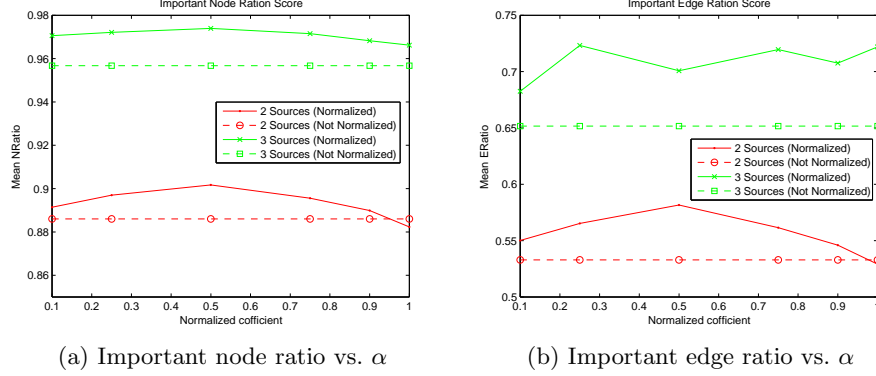 Important Node Ration Score
0.98
0.96
0.94
0.92
0.9
0.88
0.86
Mean NRatio
2 Sources (Normalized)
2 Sources (Not Normalized)
3 Sources (Normalized)
3 Sources (Not Normalized)
0.1 0.2 0.3 0.4 0.5 0.6 0.7 0.8 0.9 1
Normalized cofficient
(a) Important node ratio vs. α
Important Edge Ration Score
0.75
0.7
0.65
0.6
0.55
0.5
Mean ERatio
2 Sources (Normalized)
2 Sources (Not Normalized)
3 Sources (Normalized)
3 Sources (Not Normalized)
0.1 0.2 0.3 0.4 0.5 0.6 0.7 0.8 0.9 1
Normalized cofficient
(b) Important edge ratio vs. α